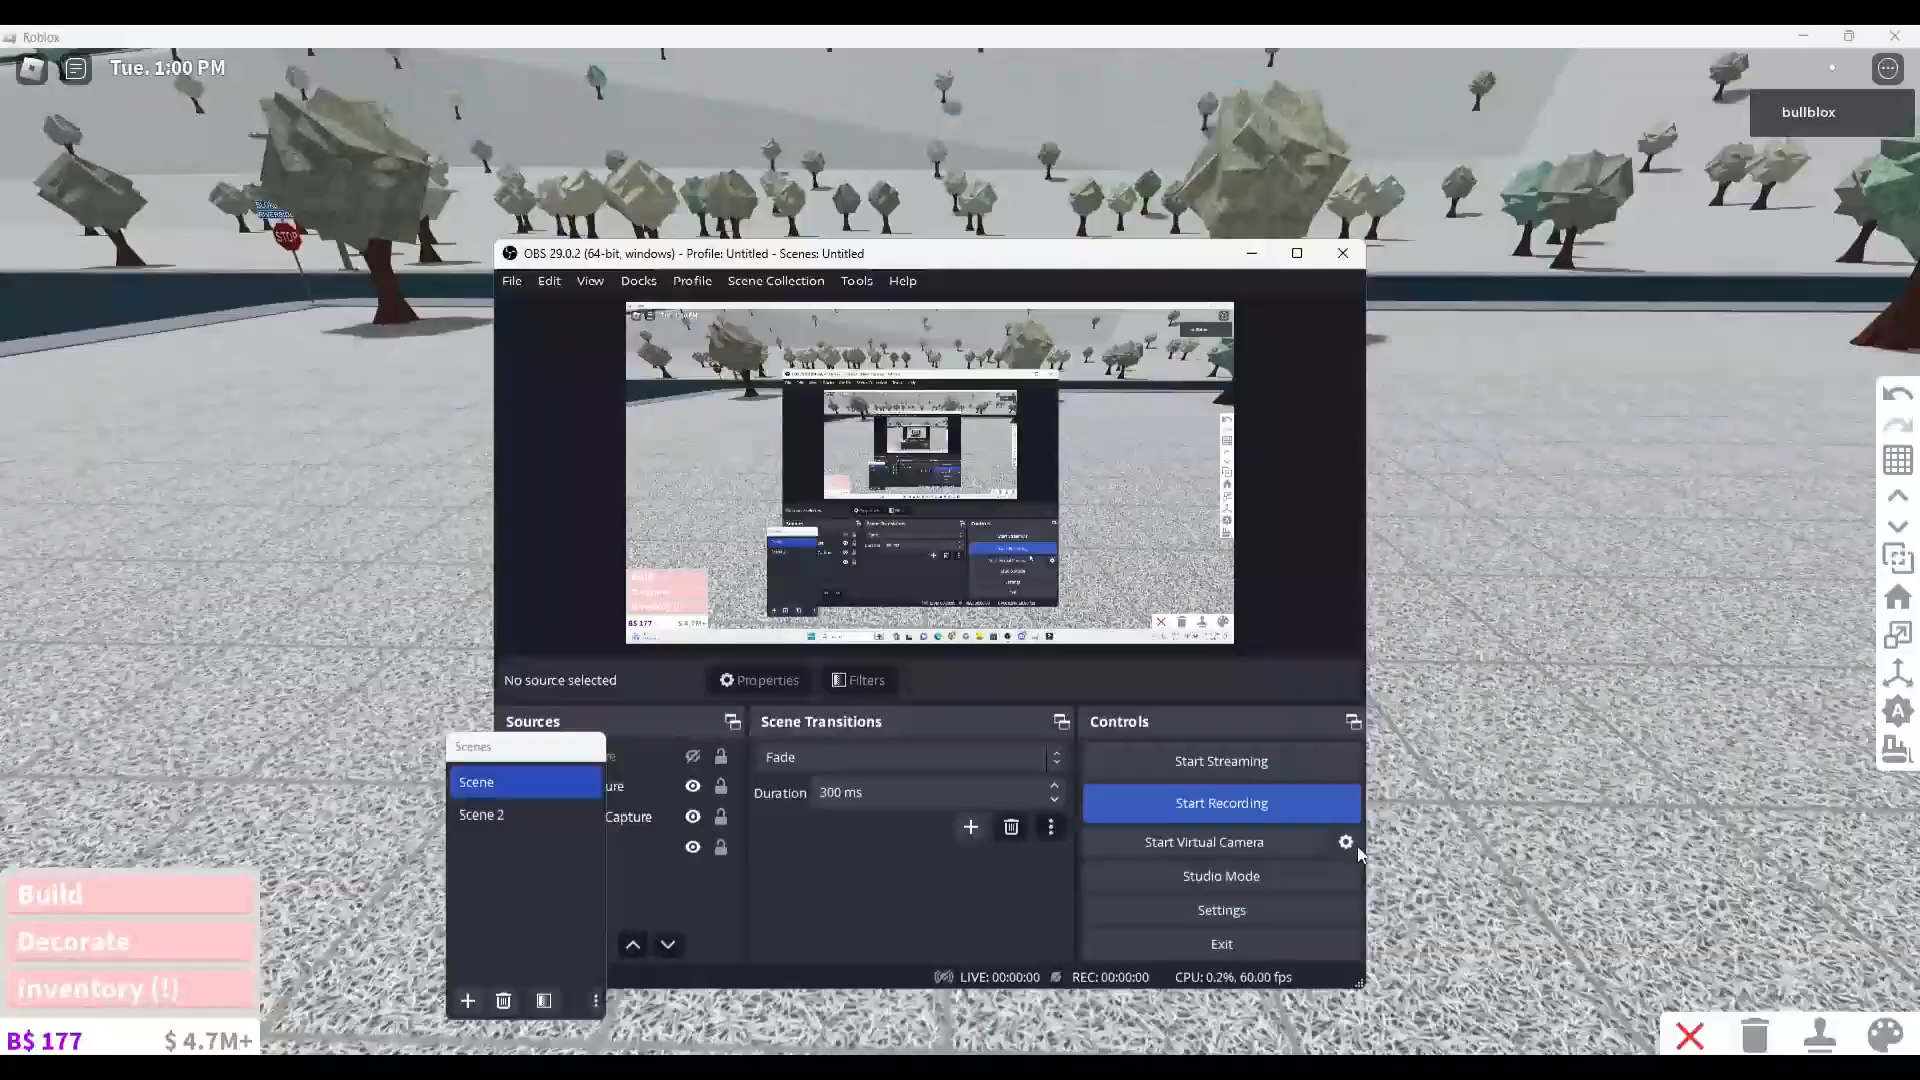 Roblox
Tue. 1:00 PM
bullblox
STOP
OBS 29.0.2 (64-bit, windows) - Profile: Untitled - Scenes: Untitled
File Edit View Docks Profile Scene Collection Tools Help
B$ 177
No source selected
Properties
Filters
Sources
Scene Transitions
Controls
Scenes
Scene
Scene 2
ure
Capture
Fade
Duration 300 ms
Start Streaming
Start Recording
Start Virtual Camera
Studio Mode
Settings
Exit
LIVE: 00:00:00
REC: 00:00:00
CPU: 0.2%, 60.00 fps
Build
Decorate
Inventory (!)
B$ 177
$ 4.7M+